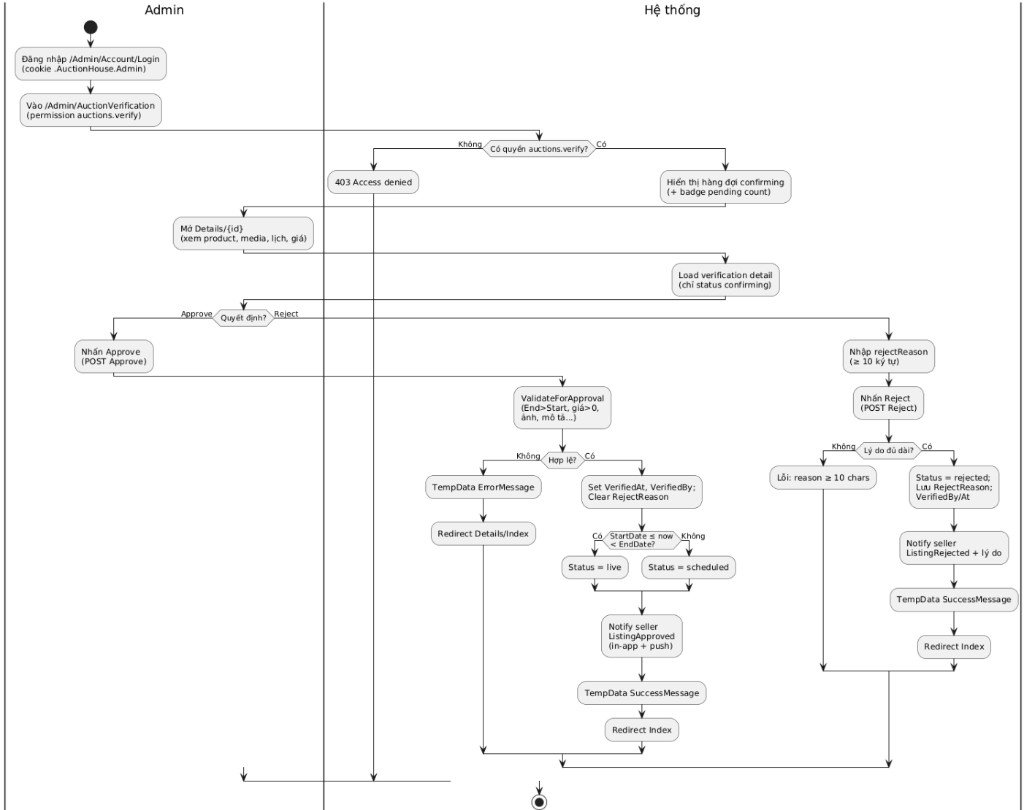 Admin
Hệ thống
Đăng nhập /Admin/Account/Login
(cookie .AuctionHouse.Admin)
Vào /Admin/AuctionVerification
(permission auctions.verify)
Không
Có quyền auctions.verify?
Có
403 Access denied
Hiển thị hàng đợi confirming
(+ badge pending count)
Mở Details/{id}
(xem product, media, lịch, giá)
Load verification detail
(chỉ status confirming)
Approve
Quyết định?
Reject
Nhấn Approve
(POST Approve)
Nhập rejectReason
(≥ 10 ký tự)
ValidateForApproval
(End>Start, giá>0,
ảnh, mô tả...)
Nhấn Reject
(POST Reject)
Không
Hợp lệ?
Có
Không
Lý do đủ dài?
Có
TempData ErrorMessage
Redirect Details/Index
Set VerifiedAt, VerifiedBy;
Clear RejectReason
Lỗi: reason ≥ 10 chars
Status = rejected;
Lưu RejectReason;
VerifiedBy/At
Có
StartDate ≤ now
< EndDate?
Không
Status = live
Status = scheduled
Notify seller
ListingRejected + lý do
Notify seller
ListingApproved
(in-app + push)
TempData SuccessMessage
Redirect Index
TempData SuccessMessage
Redirect Index